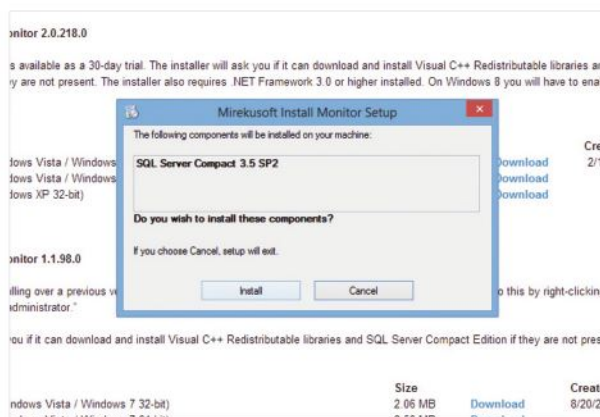 onitor 2.0.218.0
s available as a 30-day trial. The installer will ask you if it can download and install Visual C++ Redistributable libraries a
y are not present. The installer also requires .NET Framework 3.0 or higher installed. On Windows 8 you will have to ena
Mirekusoft Install Monitor Setup
The following components will be installed on your machine:
SQL Server Compact 3.5 SP2
Do you wish to install these components?
If you choose Cancel, setup will exit.
Install Cancel
Cre
dows Vista / Windows Download 2/1
dows Vista / Windows Download
dows XP 32-bit) Download
onitor 1.1.98.0
lling over a previous ve o this by right-clicking
administrator."
ou if it can download and install Visual C++ Redistributable libraries and SQL Server Compact Edition if they are not pres
Size Creat
ndows Vista / Windows 7 32-bit) 2.06 MB Download 8/20/2